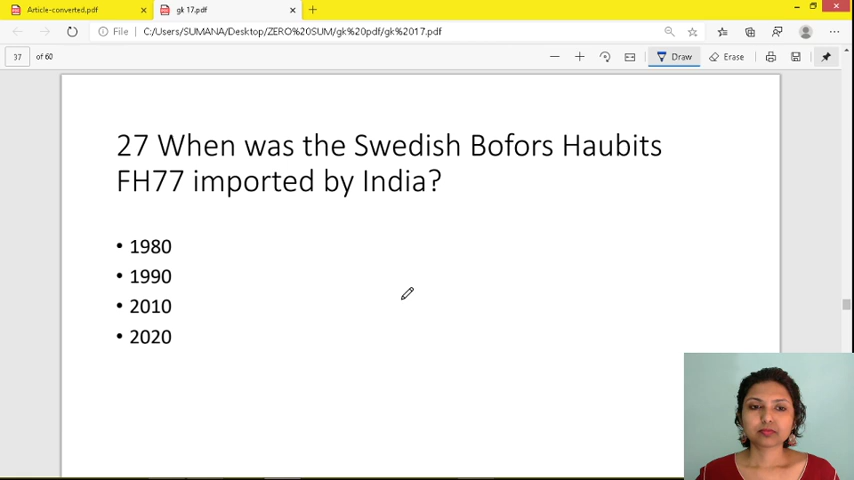 Article-converted.pdf
gk 17.pdf
File
C:/Users/SUMANA/Desktop/ZERO%20SUM/gk%20pdf/gk%2017.pdf
37 of 60
Draw
Erase
27 When was the Swedish Bofors Haubits
FH77 imported by India?
• 1980
• 1990
• 2010
• 2020